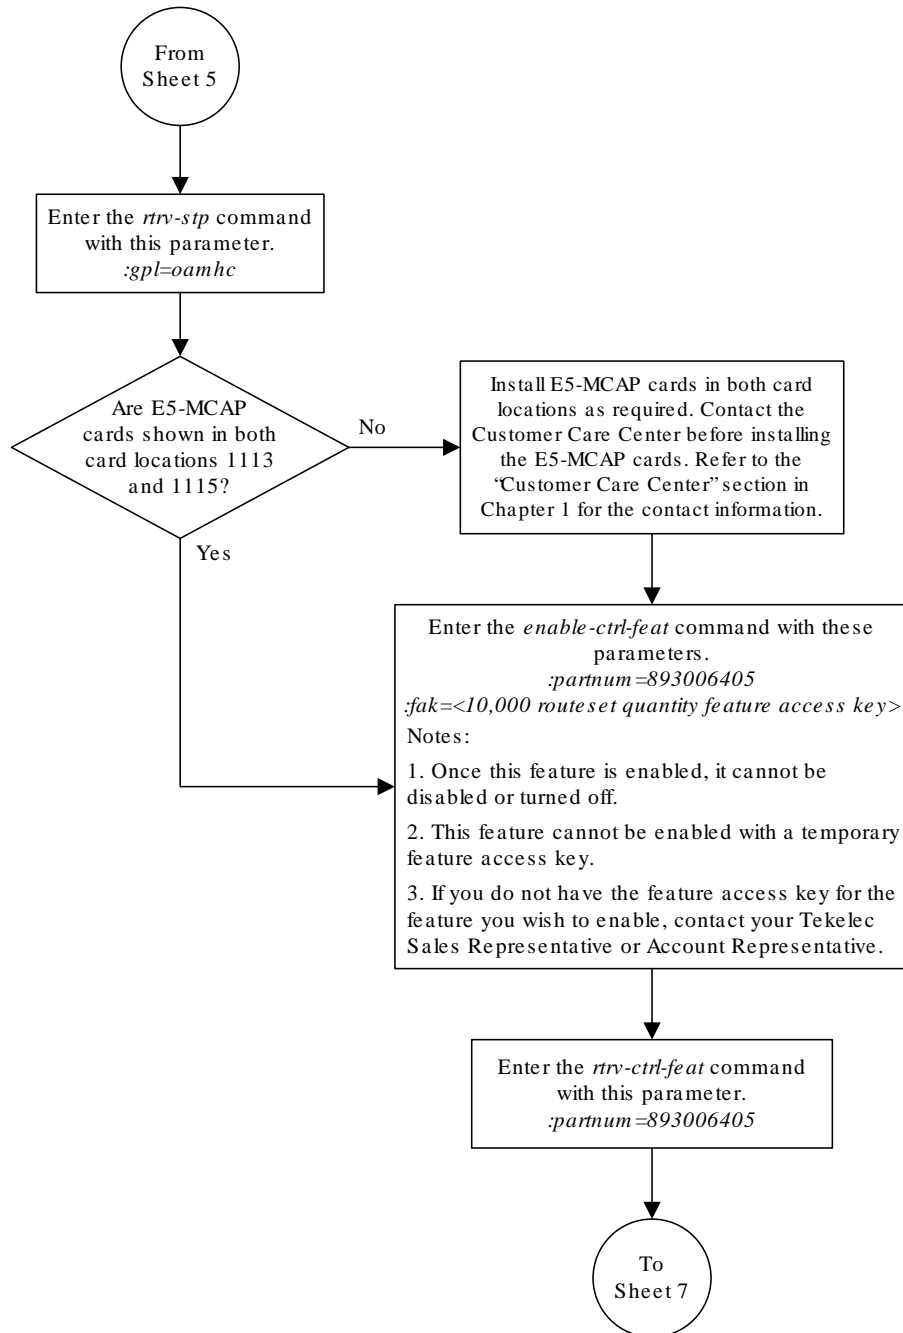 From
Sheet 5
Enter the rtrv-stp command
with this parameter.
:gpl=oamhc
Are E5-MCAP
cards shown in both
card locations 1113
and 1115?
No
Yes
Install E5-MCAP cards in both card
locations as required. Contact the
Customer Care Center before installing
the E5-MCAP cards. Refer to the
“Customer Care Center” section in
Chapter 1 for the contact information.
Enter the enable-ctrl-feat command with these
parameters.
:partnum=893006405
:fak=<10,000 routeset quantity feature access key>
Notes:
1. Once this feature is enabled, it cannot be
disabled or turned off.
2. This feature cannot be enabled with a temporary
feature access key.
3. If you do not have the feature access key for the
feature you wish to enable, contact your Tekelec
Sales Representative or Account Representative.
Enter the rtrv-ctrl-feat command
with this parameter.
:partnum=893006405
To
Sheet 7